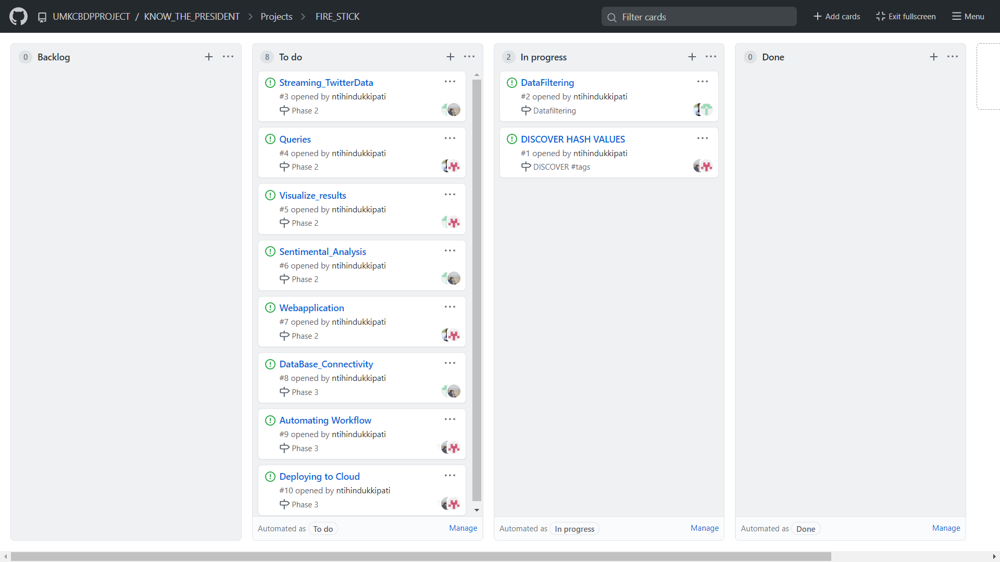 UMKCBDPPROJECT / KNOW_THE_PRESIDENT > Projects > FIRE_STICK
Filter cards
Add cards
Exit fullscreen
Menu
0 Backlog
8 To do
Streaming_TwitterData
#3 opened by ntihindukkipati
Phase 2
Queries
#4 opened by ntihindukkipati
Phase 2
Visualize_results
#5 opened by ntihindukkipati
Phase 2
Sentimental_Analysis
#6 opened by ntihindukkipati
Phase 2
Webapplication
#7 opened by ntihindukkipati
Phase 2
DataBase_Connectivity
#8 opened by ntihindukkipati
Phase 3
Automating Workflow
#9 opened by ntihindukkipati
Phase 3
Deploying to Cloud
#10 opened by ntihindukkipati
Phase 3
Automated as To do Manage
2 In progress
DataFiltering
#2 opened by ntihindukkipati
Datafiltering
DISCOVER HASH VALUES
#1 opened by ntihindukkipati
DISCOVER #tags
Automated as In progress Manage
0 Done
Automated as Done Manage